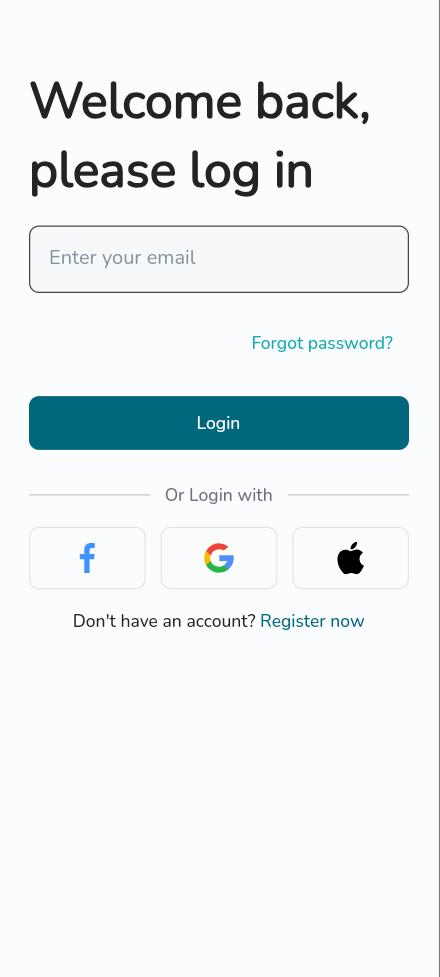 Welcome back,
please log in
Enter your email
Forgot password?
Login
Or Login with
Don't have an account? Register now